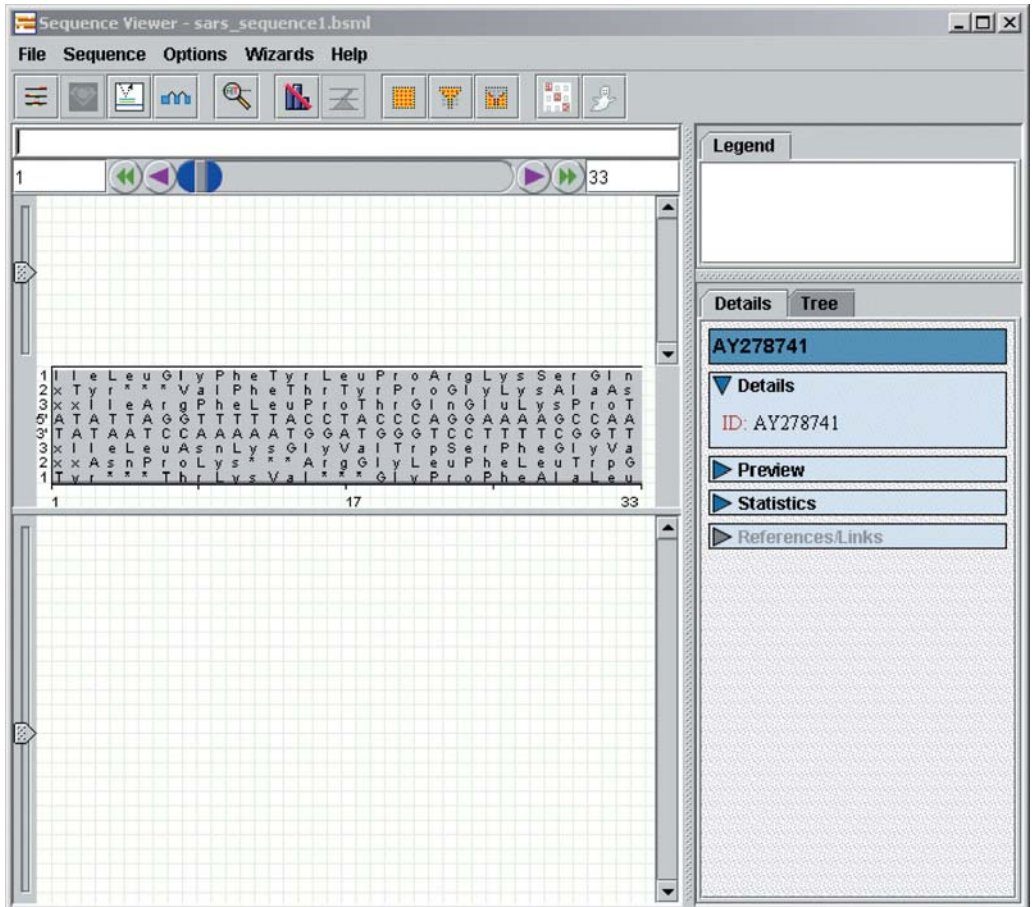 Sequence Viewer - sars_sequence1.bsml
File Sequence Options Wizards Help
1 33
1 I l e L e u G l y P h e T y r L e u P r o A r g L y s S e r G l n
2 x T y r * * * V a l P h e T h r T y r P r o G l y L y s A l a A s
3 x x I l e A r g P h e L e u P r o T h r G l n G l u L y s P r o T
5' A T A T T A G G T T T T T A C C T A C C C A G G A A A A G C C A A
3' T A T A A T C C A A A A A T G G A T G G G T C C T T T T C G G T T
3 x I l e L e u A s n L y s G l y V a l T r p S e r P h e G l y V a
2 x x A s n P r o L y s * * * A r g G l y L e u P h e L e u T r p G
1 T y r * * * T h r L y s V a l * * * G l y P r o P h e A l a L e u
1 17 33
Legend
Details Tree
AY278741
Details
ID: AY278741
Preview
Statistics
References/Links